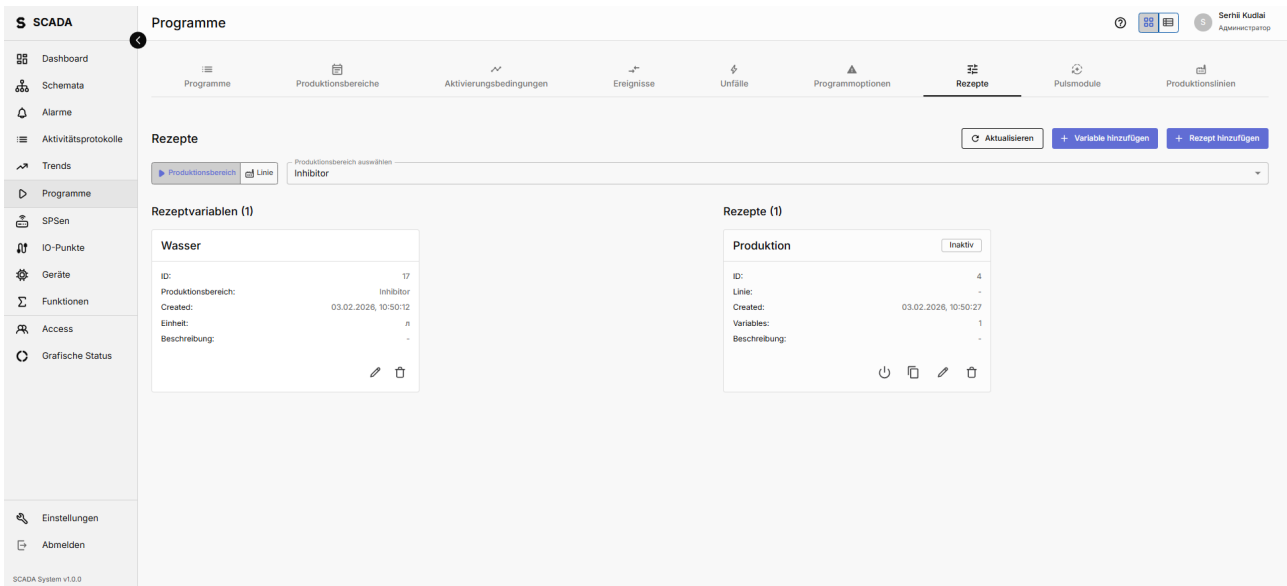 S SCADA
Programme
Serhii Kudlai
S
Администратор
Dashboard
Schemata
Alarme
Aktivitätsprotokolle
Trends
Programme
SPSen
IO-Punkte
Geräte
Funktionen
Access
Grafische Status
Einstellungen
Abmelden
SCADA System v1.0.0
Programme
Produktionsbereiche
Aktivierungsbedingungen
Ereignisse
Unfälle
Programmoptionen
Rezepte
Pulsmodule
Produktionslinien
Rezepte
Aktualisieren
+ Variable hinzufügen
+ Rezept hinzufügen
Produktionsbereich
Linie
Produktionsbereich auswählen
Inhibitor
Rezeptvariablen (1)
Wasser
ID: 17
Produktionsbereich: Inhibitor
Created: 03.02.2026, 10:50:12
Einheit: л
Beschreibung: -
Rezepte (1)
Produktion
Inaktiv
ID: 4
Linie: -
Created: 03.02.2026, 10:50:27
Variables: 1
Beschreibung: -